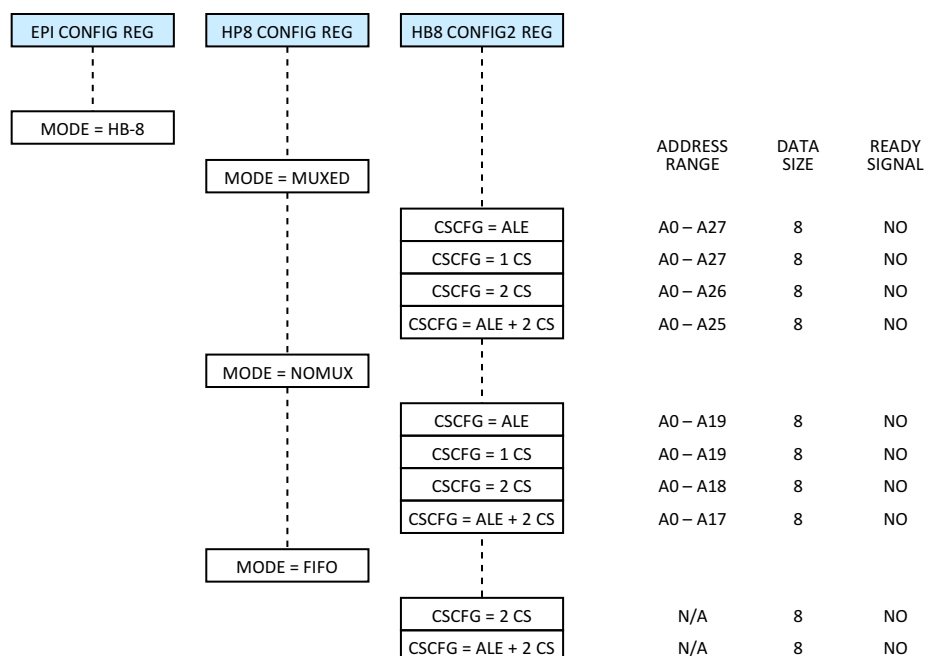 EPI CONFIG REG HP8 CONFIG REG HB8 CONFIG2 REG
MODE = HB-8
ADDRESS DATA READY
RANGE SIZE SIGNAL
MODE = MUXED
CSCFG = ALE A0 – A27 8 NO
CSCFG = 1 CS A0 – A27 8 NO
CSCFG = 2 CS A0 – A26 8 NO
CSCFG = ALE + 2 CS A0 – A25 8 NO
MODE = NOMUX
CSCFG = ALE A0 – A19 8 NO
CSCFG = 1 CS A0 – A19 8 NO
CSCFG = 2 CS A0 – A18 8 NO
CSCFG = ALE + 2 CS A0 – A17 8 NO
MODE = FIFO
CSCFG = 2 CS N/A 8 NO
CSCFG = ALE + 2 CS N/A 8 NO